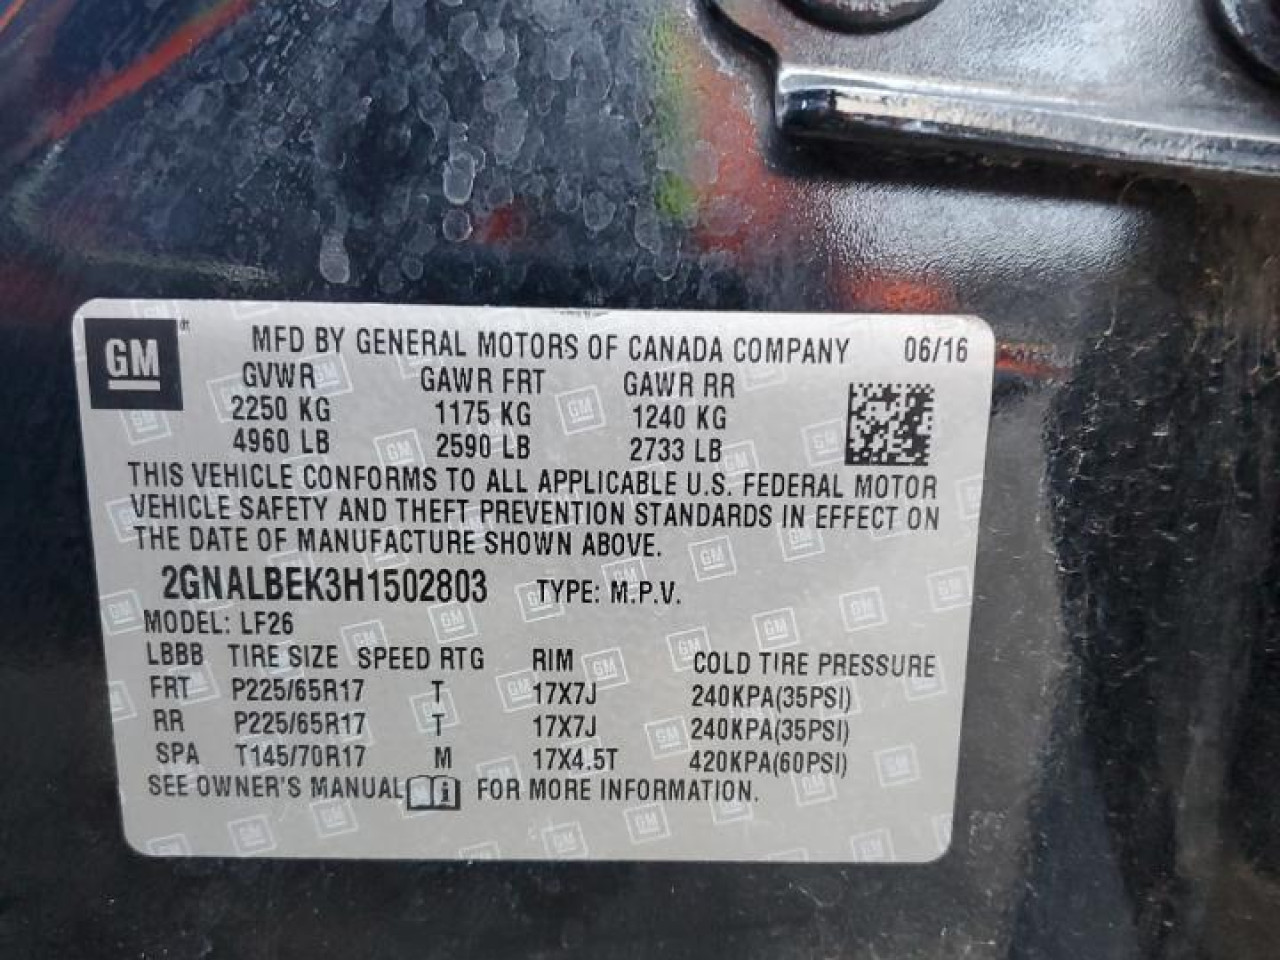 GM
MFD BY GENERAL MOTORS OF CANADA COMPANY 06/16
GVWR GAWR FRT GAWR RR
2250 KG 1175 KG 1240 KG
4960 LB 2590 LB 2733 LB
THIS VEHICLE CONFORMS TO ALL APPLICABLE U.S. FEDERAL MOTOR
VEHICLE SAFETY AND THEFT PREVENTION STANDARDS IN EFFECT ON
THE DATE OF MANUFACTURE SHOWN ABOVE.
2GNALBEK3H1502803 TYPE: M.P.V.
MODEL: LF26
LBBB TIRE SIZE SPEED RTG RIM COLD TIRE PRESSURE
FRT P225/65R17 T 17X7J 240KPA(35PSI)
RR P225/65R17 T 17X7J 240KPA(35PSI)
SPA T145/70R17 M 17X4.5T 420KPA(60PSI)
SEE OWNER'S MANUAL i FOR MORE INFORMATION.